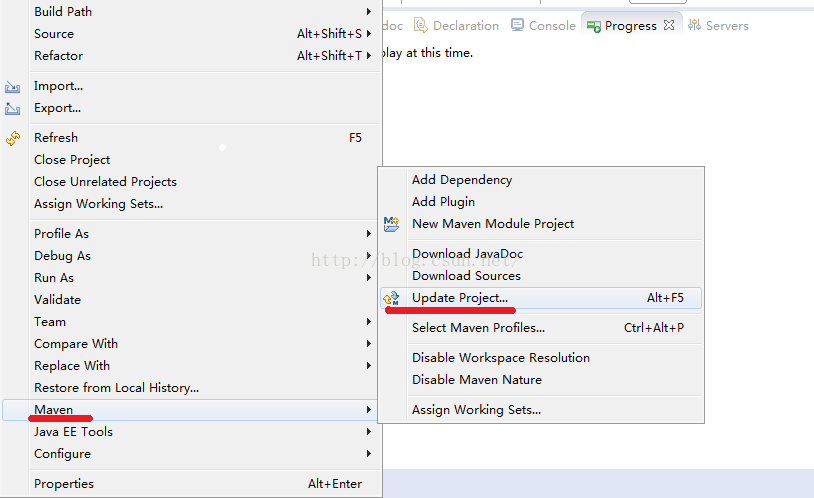 Build Path
Source Alt+Shift+S
Refactor Alt+Shift+T
Import...
Export...
Refresh F5
Close Project
Close Unrelated Projects
Assign Working Sets...
Profile As
Debug As
Run As
Validate
Team
Compare With
Replace With
Restore from Local History...
Maven
Java EE Tools
Configure
Properties Alt+Enter
doc Declaration Console Progress Servers
play at this time.
Add Dependency
Add Plugin
New Maven Module Project
Download JavaDoc
Download Sources
Update Project... Alt+F5
Select Maven Profiles... Ctrl+Alt+P
Disable Workspace Resolution
Disable Maven Nature
Assign Working Sets...
http://blog.csdn.net/